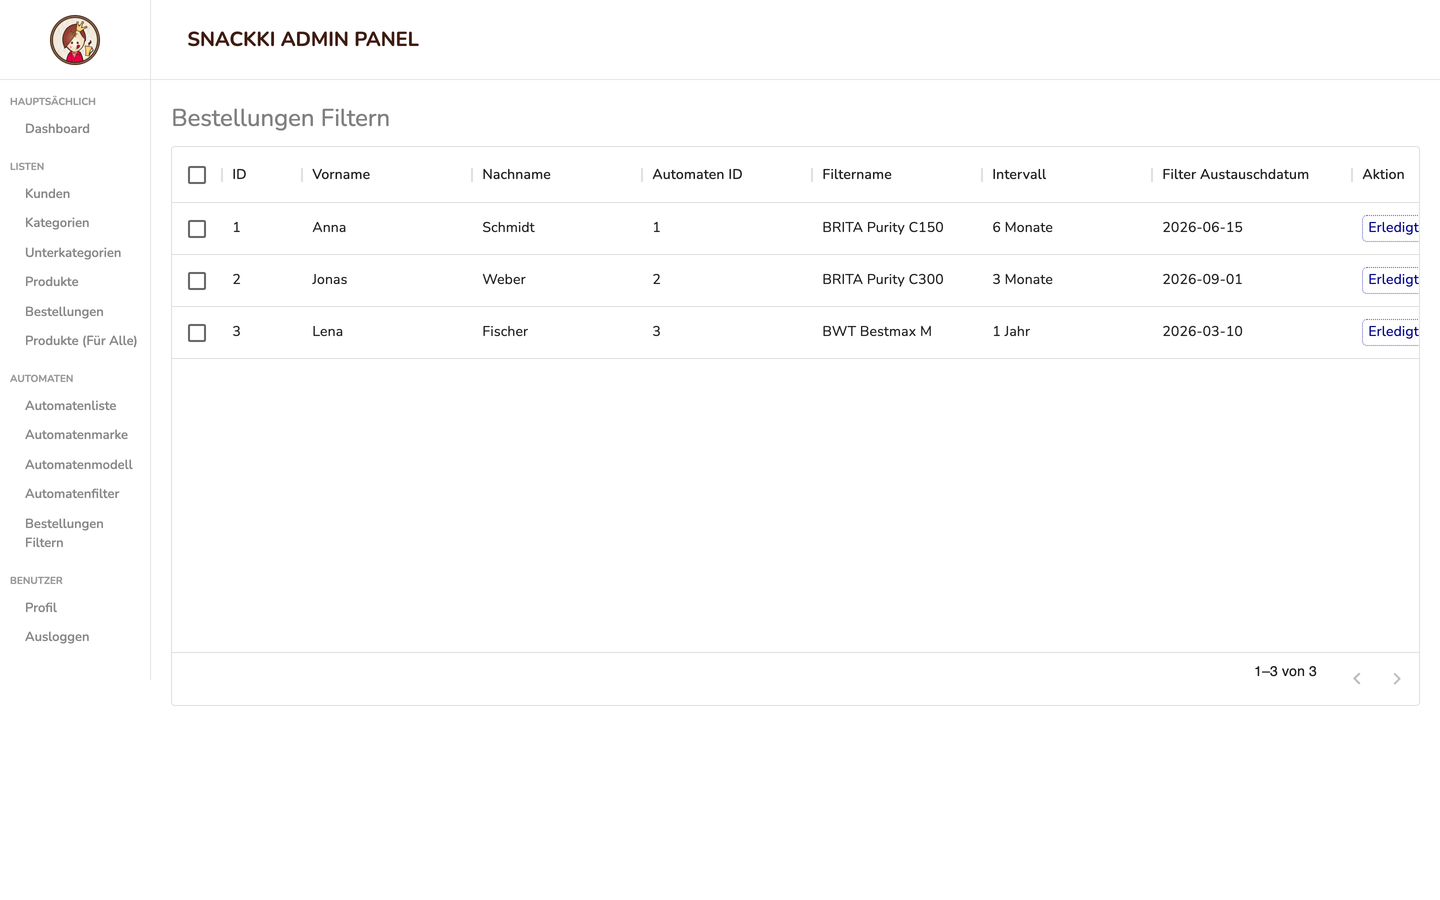 SNACKKI ADMIN PANEL
HAUPTSÄCHLICH
Dashboard
LISTEN
Kunden
Kategorien
Unterkategorien
Produkte
Bestellungen
Produkte (Für Alle)
AUTOMATEN
Automatenliste
Automatenmarke
Automatenmodell
Automatenfilter
Bestellungen
Filtern
BENUTZER
Profil
Ausloggen
Bestellungen Filtern
ID Vorname Nachname Automaten ID Filtername Intervall Filter Austauschdatum Aktion
1 Anna Schmidt 1 BRITA Purity C150 6 Monate 2026-06-15 Erledigt
2 Jonas Weber 2 BRITA Purity C300 3 Monate 2026-09-01 Erledigt
3 Lena Fischer 3 BWT Bestmax M 1 Jahr 2026-03-10 Erledigt
1–3 von 3